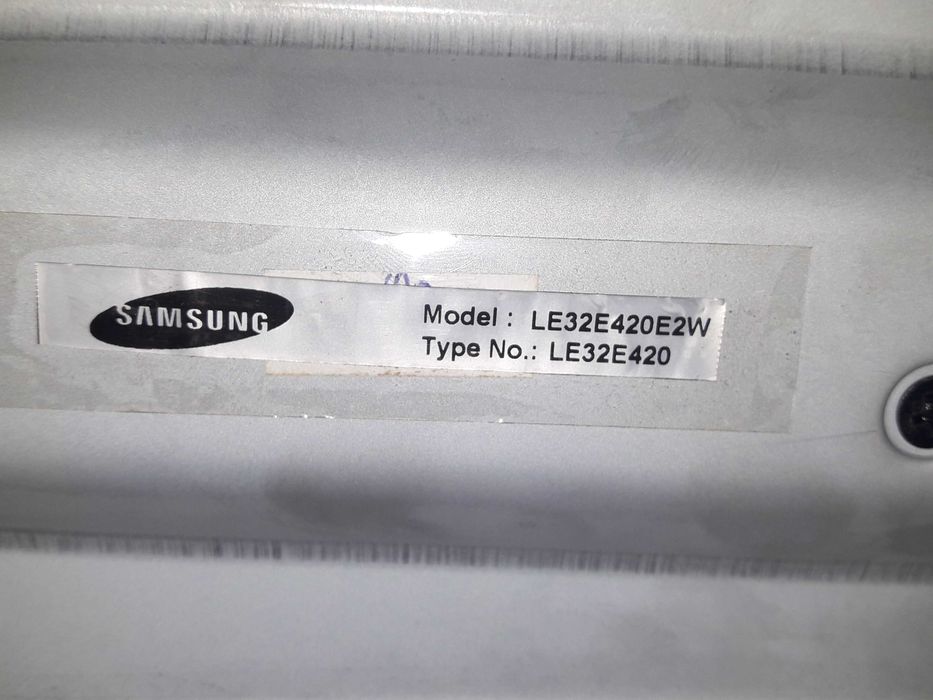 SAMSUNG
Model : LE32E420E2W
Type No.: LE32E420